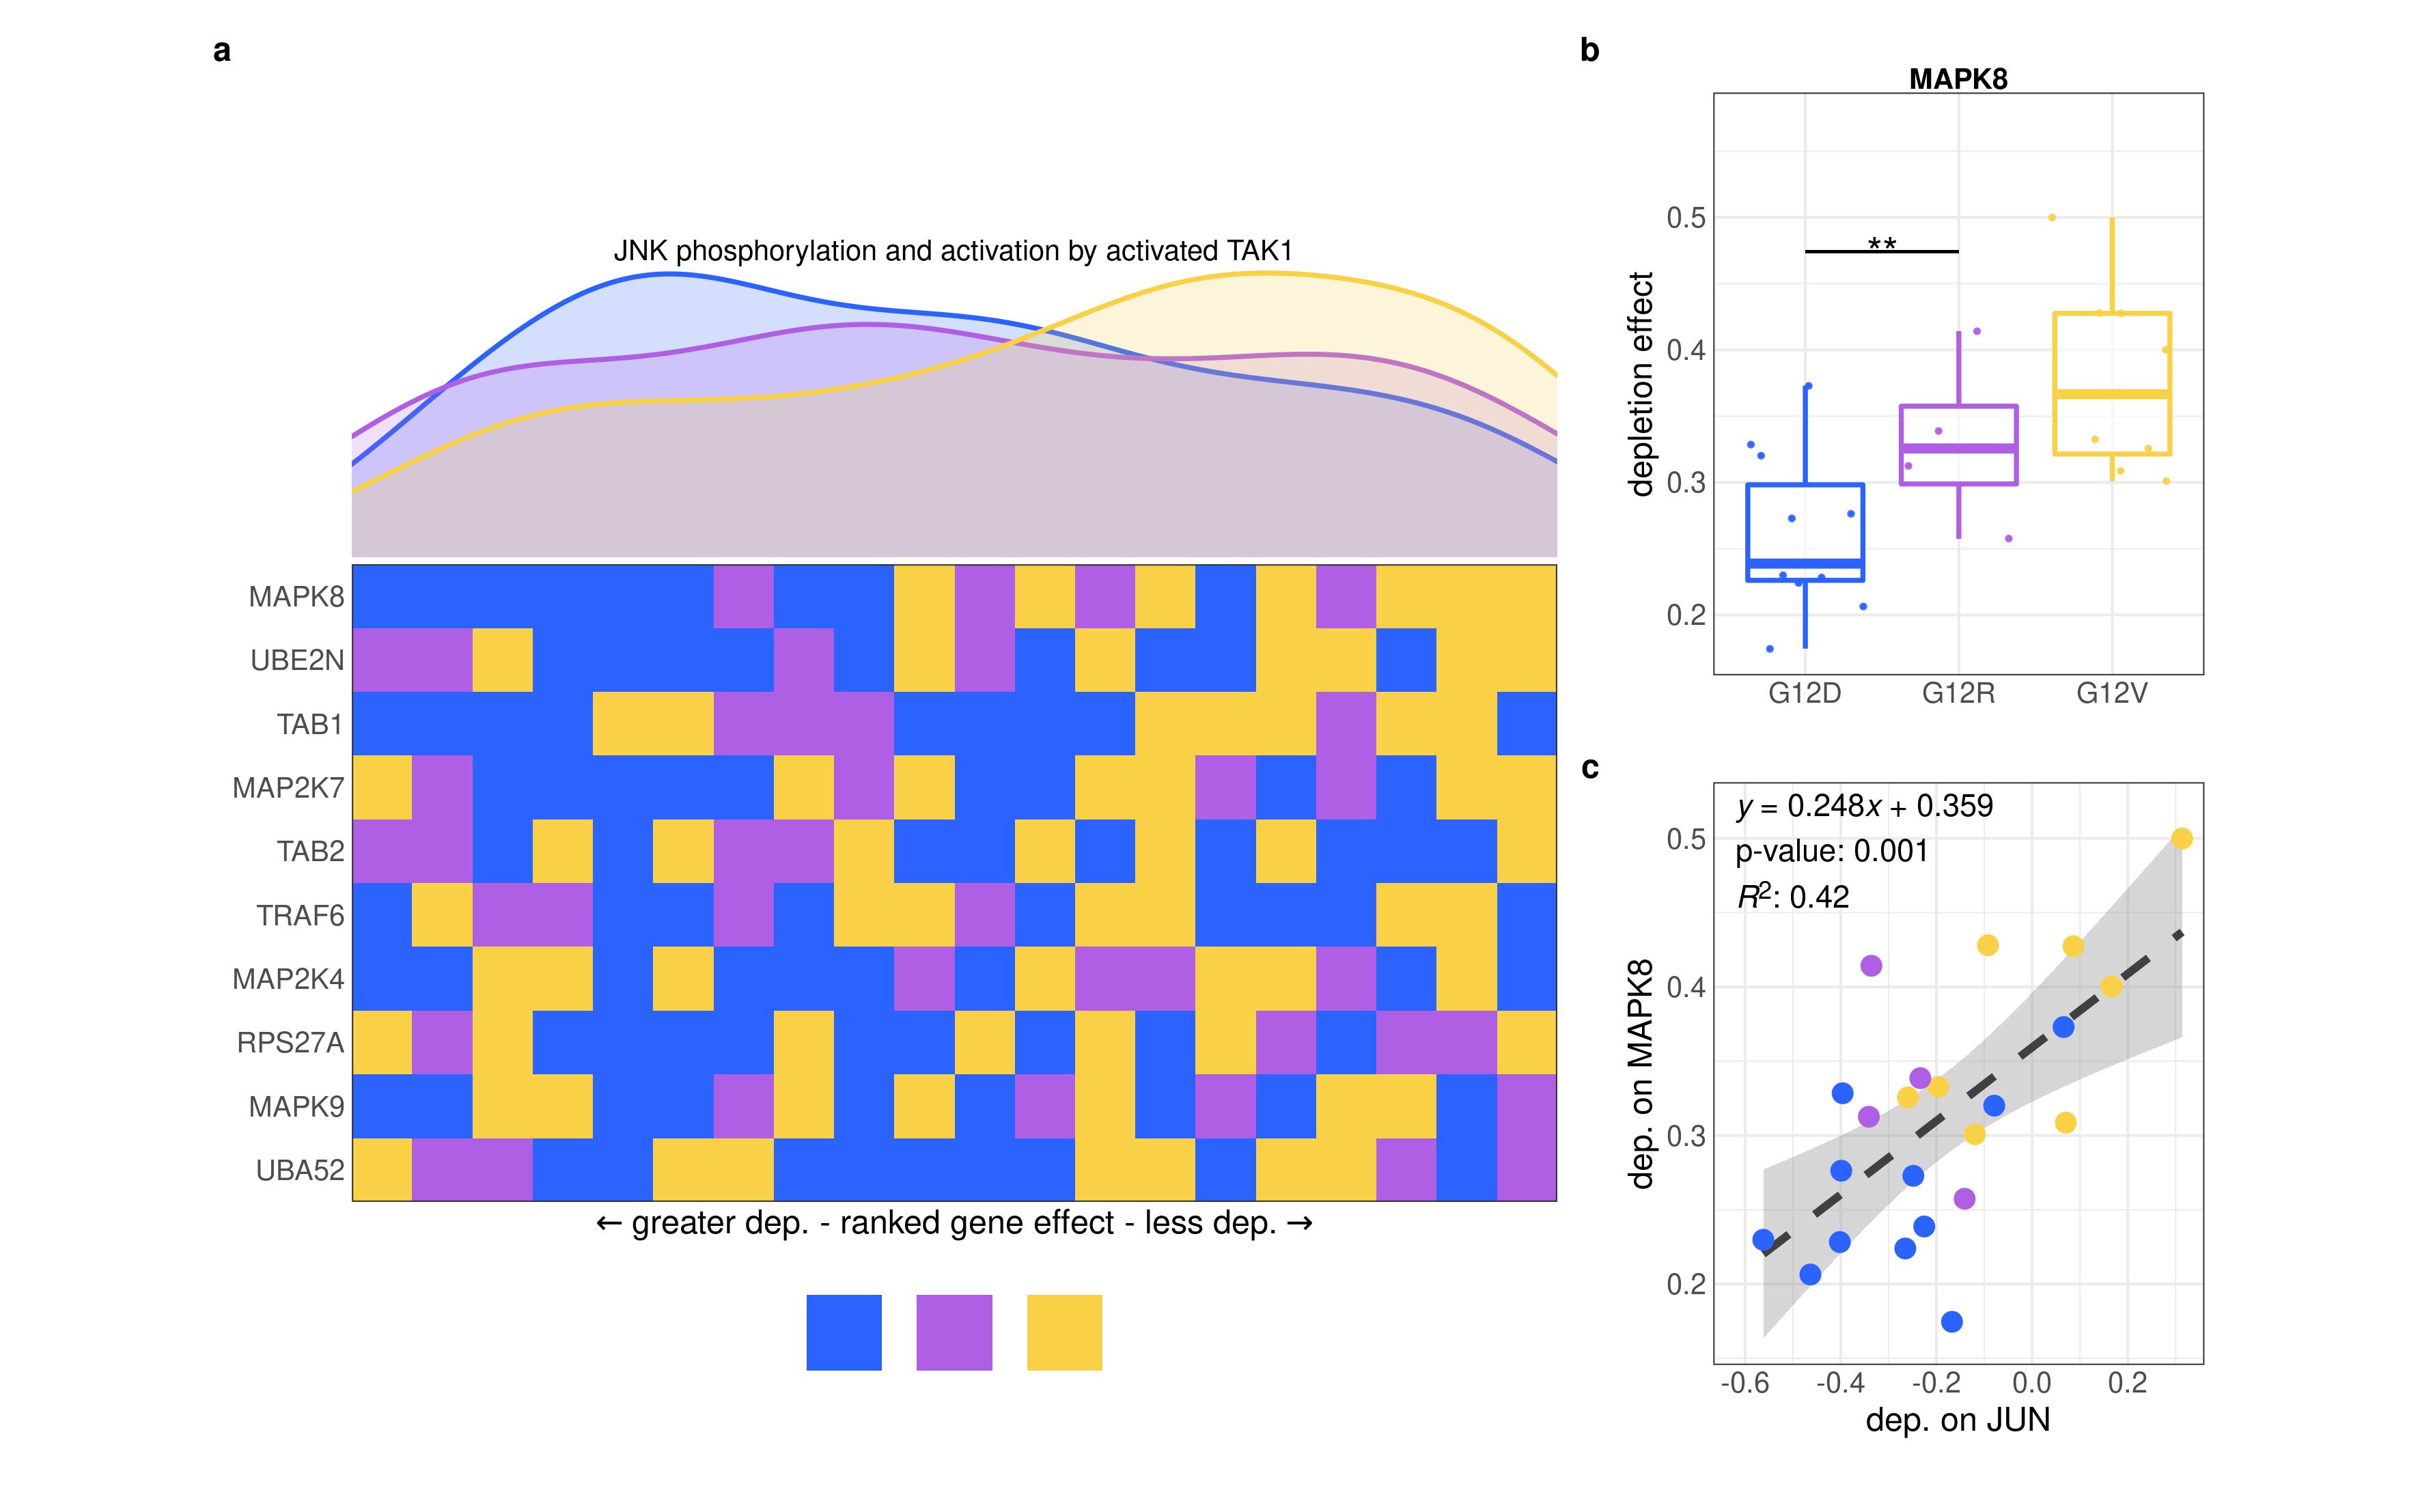 a
JNK phosphorylation and activation by activated TAK1
MAPK8
UBE2N
TAB1
MAP2K7
TAB2
TRAF6
MAP2K4
RPS27A
MAPK9
UBA52
← greater dep. - ranked gene effect - less dep. →
b
MAPK8
depletion effect
0.5
0.4
0.3
0.2
**
G12D G12R G12V
c
y = 0.248x + 0.359
p-value: 0.001
R²: 0.42
dep. on MAPK8
0.5
0.4
0.3
0.2
-0.6 -0.4 -0.2 0.0 0.2
dep. on JUN